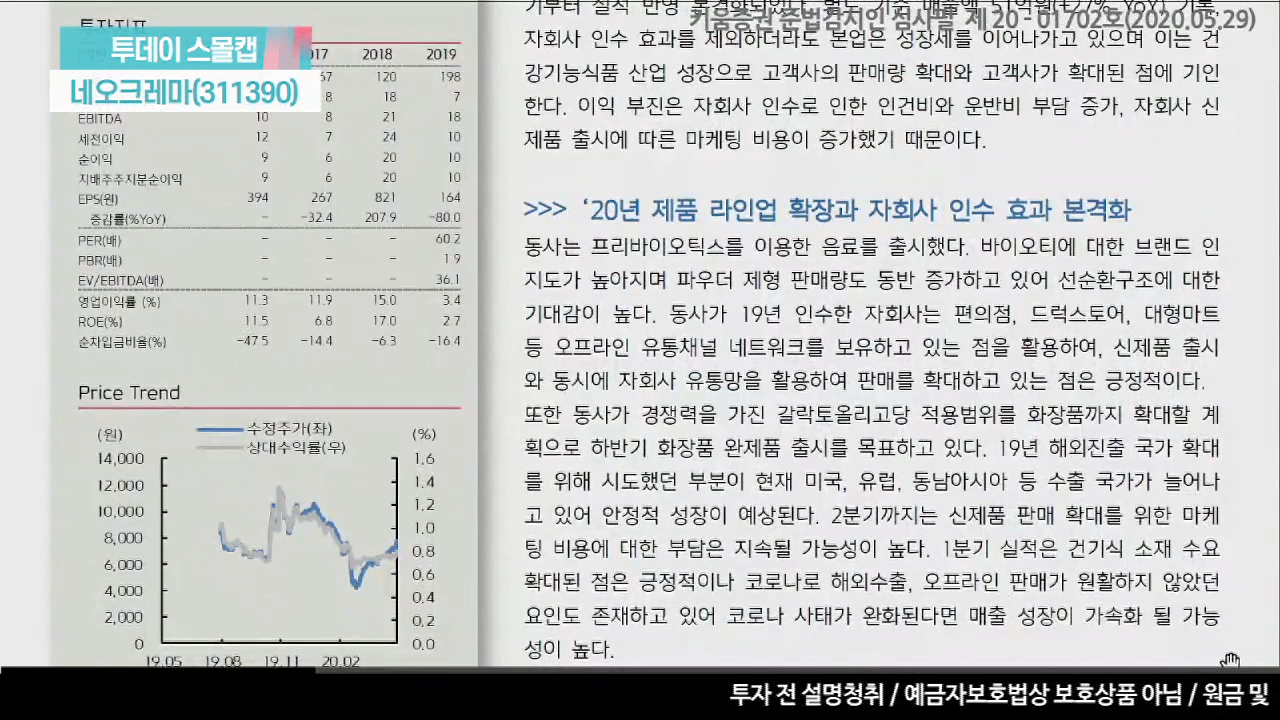 투자지표
투데이 스몰캡
네오크레마(311390)
2018 2019
67 120 198
8 18 7
EBITDA 10 8 21 18
세전이익 12 7 24 10
순이익 9 6 20 10
지배주주지분순이익 9 6 20 10
EPS(원) 394 267 821 164
증감률(%YoY) - -32.4 207.9 -80.0
PER(배) - - - 60.2
PBR(배) - - - 1.9
EV/EBITDA(배) - - - 36.1
영업이익률 (%) 11.3 11.9 15.0 3.4
ROE(%) 11.5 6.8 17.0 2.7
순차입금비율(%) -47.5 -14.4 -6.3 -16.4
Price Trend
(원) 수정주가(좌) (%)
상대수익률(우)
14,000 1.6
12,000 1.4
10,000 1.2
8,000 1.0
6,000 0.8
4,000 0.6
2,000 0.4
0 0.2
0.0
19.05 19.08 19.11 20.02
키움증권 준법감시인 심사필 제 20 - 01702호(2020.05.29)
자회사 인수 효과를 제외하더라도 본업은 성장세를 이어나가고 있으며 이는 건
강기능식품 산업 성장으로 고객사의 판매량 확대와 고객사가 확대된 점에 기인
한다. 이익 부진은 자회사 인수로 인한 인건비와 운반비 부담 증가, 자회사 신
제품 출시에 따른 마케팅 비용이 증가했기 때문이다.
>>> ‘20년 제품 라인업 확장과 자회사 인수 효과 본격화
동사는 프리바이오틱스를 이용한 음료를 출시했다. 바이오티에 대한 브랜드 인
지도가 높아지며 파우더 제형 판매량도 동반 증가하고 있어 선순환구조에 대한
기대감이 높다. 동사가 19년 인수한 자회사는 편의점, 드럭스토어, 대형마트
등 오프라인 유통채널 네트워크를 보유하고 있는 점을 활용하여, 신제품 출시
와 동시에 자회사 유통망을 활용하여 판매를 확대하고 있는 점은 긍정적이다.
또한 동사가 경쟁력을 가진 갈락토올리고당 적용범위를 화장품까지 확대할 계
획으로 하반기 화장품 완제품 출시를 목표하고 있다. 19년 해외진출 국가 확대
를 위해 시도했던 부분이 현재 미국, 유럽, 동남아시아 등 수출 국가가 늘어나
고 있어 안정적 성장이 예상된다. 2분기까지는 신제품 판매 확대를 위한 마케
팅 비용에 대한 부담은 지속될 가능성이 높다. 1분기 실적은 건기식 소재 수요
확대된 점은 긍정적이나 코로나로 해외수출, 오프라인 판매가 원활하지 않았던
요인도 존재하고 있어 코로나 사태가 완화된다면 매출 성장이 가속화 될 가능
성이 높다.
투자 전 설명청취 / 예금자보호법상 보호상품 아님 / 원금 및